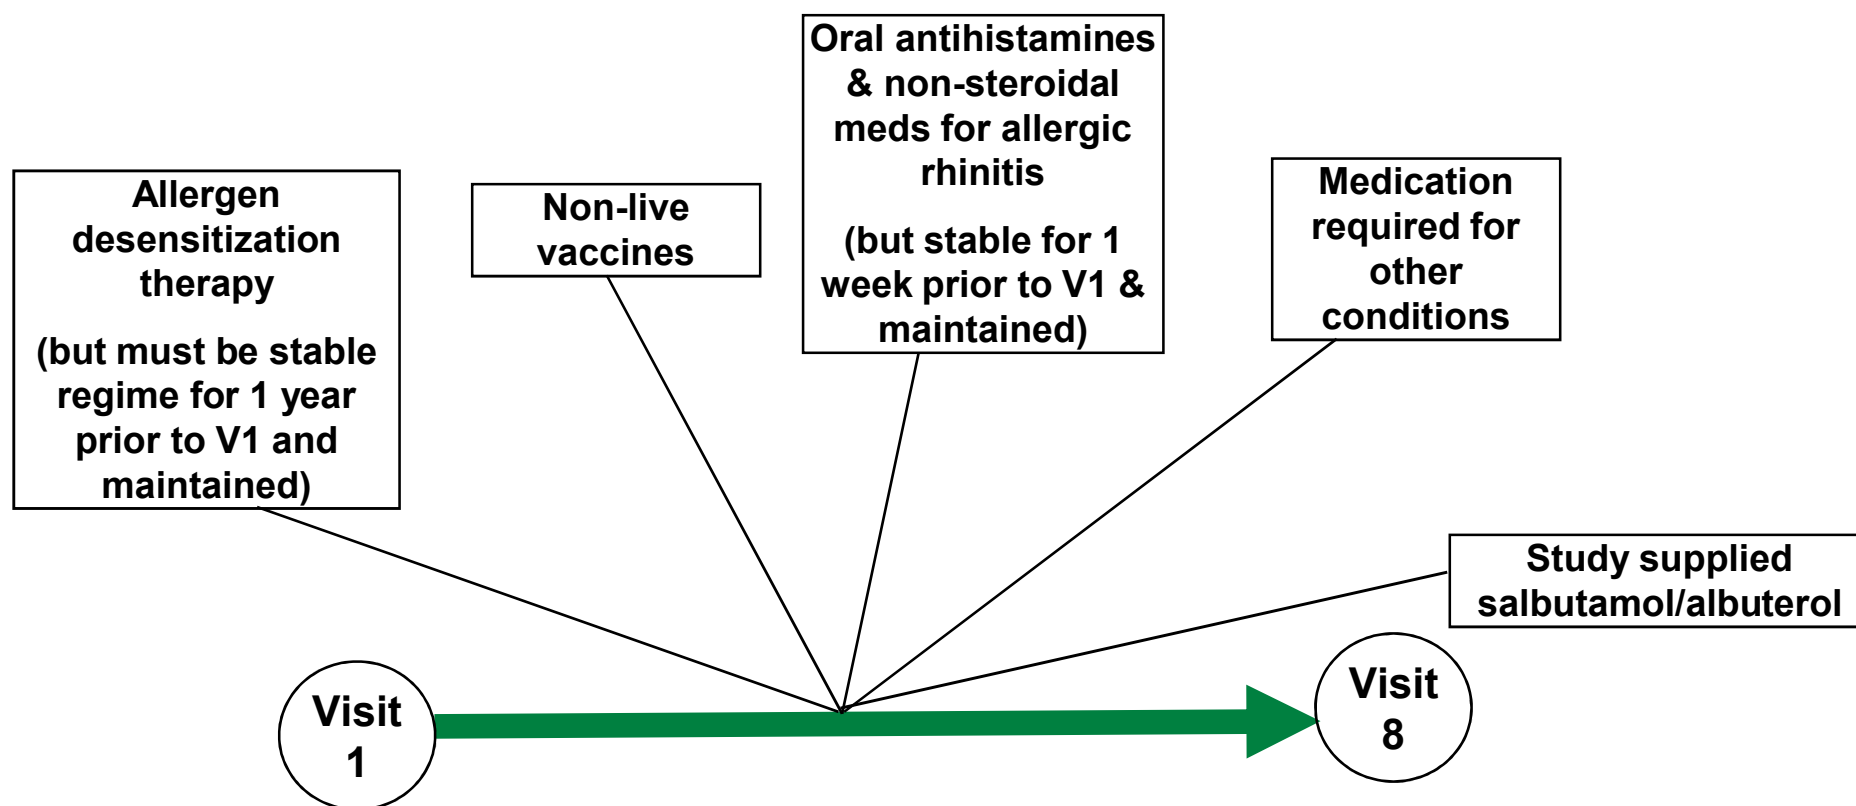 Allergen
desensitization
therapy
(but must be stable
regime for 1 year
prior to V1 and
maintained)
Non-live
vaccines
Oral antihistamines
& non-steroidal
meds for allergic
rhinitis
(but stable for 1
week prior to V1 &
maintained)
Medication
required for
other
conditions
Study supplied
salbutamol/albuterol
Visit
1
Visit
8